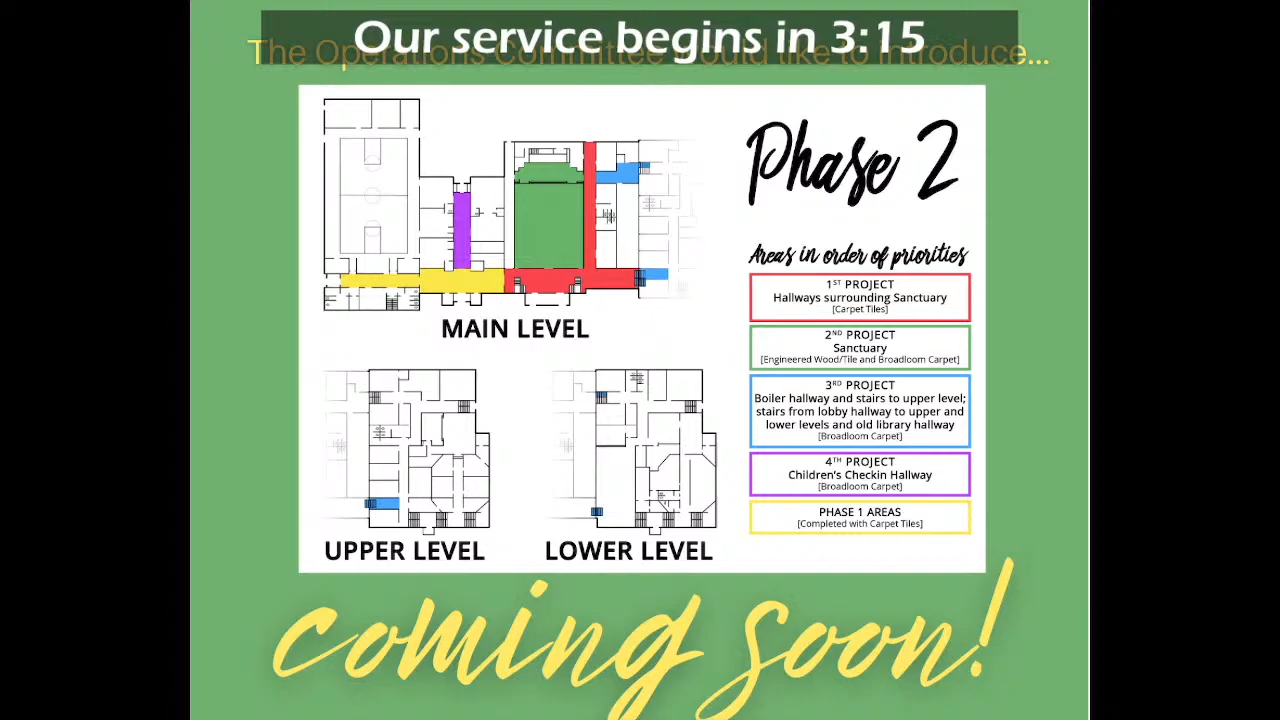 Our service begins in 3:15
The Operations Committee would like to introduce...
Phase 2
Areas in order of priorities
1ST PROJECT
Hallways surrounding Sanctuary
[Carpet Tiles]
2ND PROJECT
Sanctuary
[Engineered Wood/Tile and Broadloom Carpet]
3RD PROJECT
Boiler hallway and stairs to upper level;
stairs from lobby hallway to upper and
lower levels and old library hallway
[Broadloom Carpet]
4TH PROJECT
Children's Checkin Hallway
[Broadloom Carpet]
PHASE 1 AREAS
[Completed with Carpet Tiles]
MAIN LEVEL
UPPER LEVEL
LOWER LEVEL
coming soon!